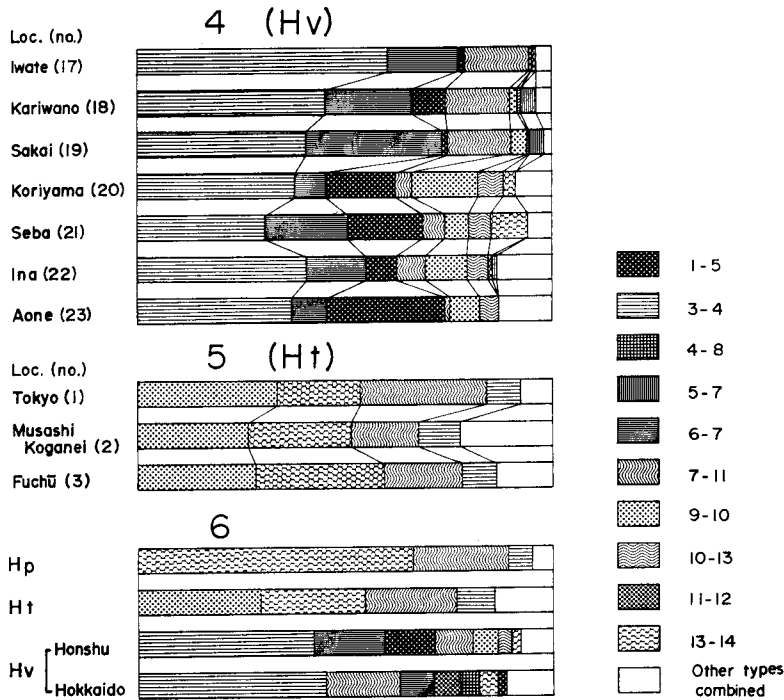 4 (Hv)
Loc. (no.)
Iwate (17)
Kariwano (18)
Sakai (19)
Koriyama (20)
Seba (21)
Ina (22)
Aone (23)
5 (Ht)
Loc. (no.)
Tokyo (1)
Musashi
Koganei (2)
Fuchū (3)
6
Hp
Ht
Hv
Honshu
Hokkaido
1-5
3-4
4-8
5-7
6-7
7-11
9-10
10-13
11-12
13-14
Other types
combined